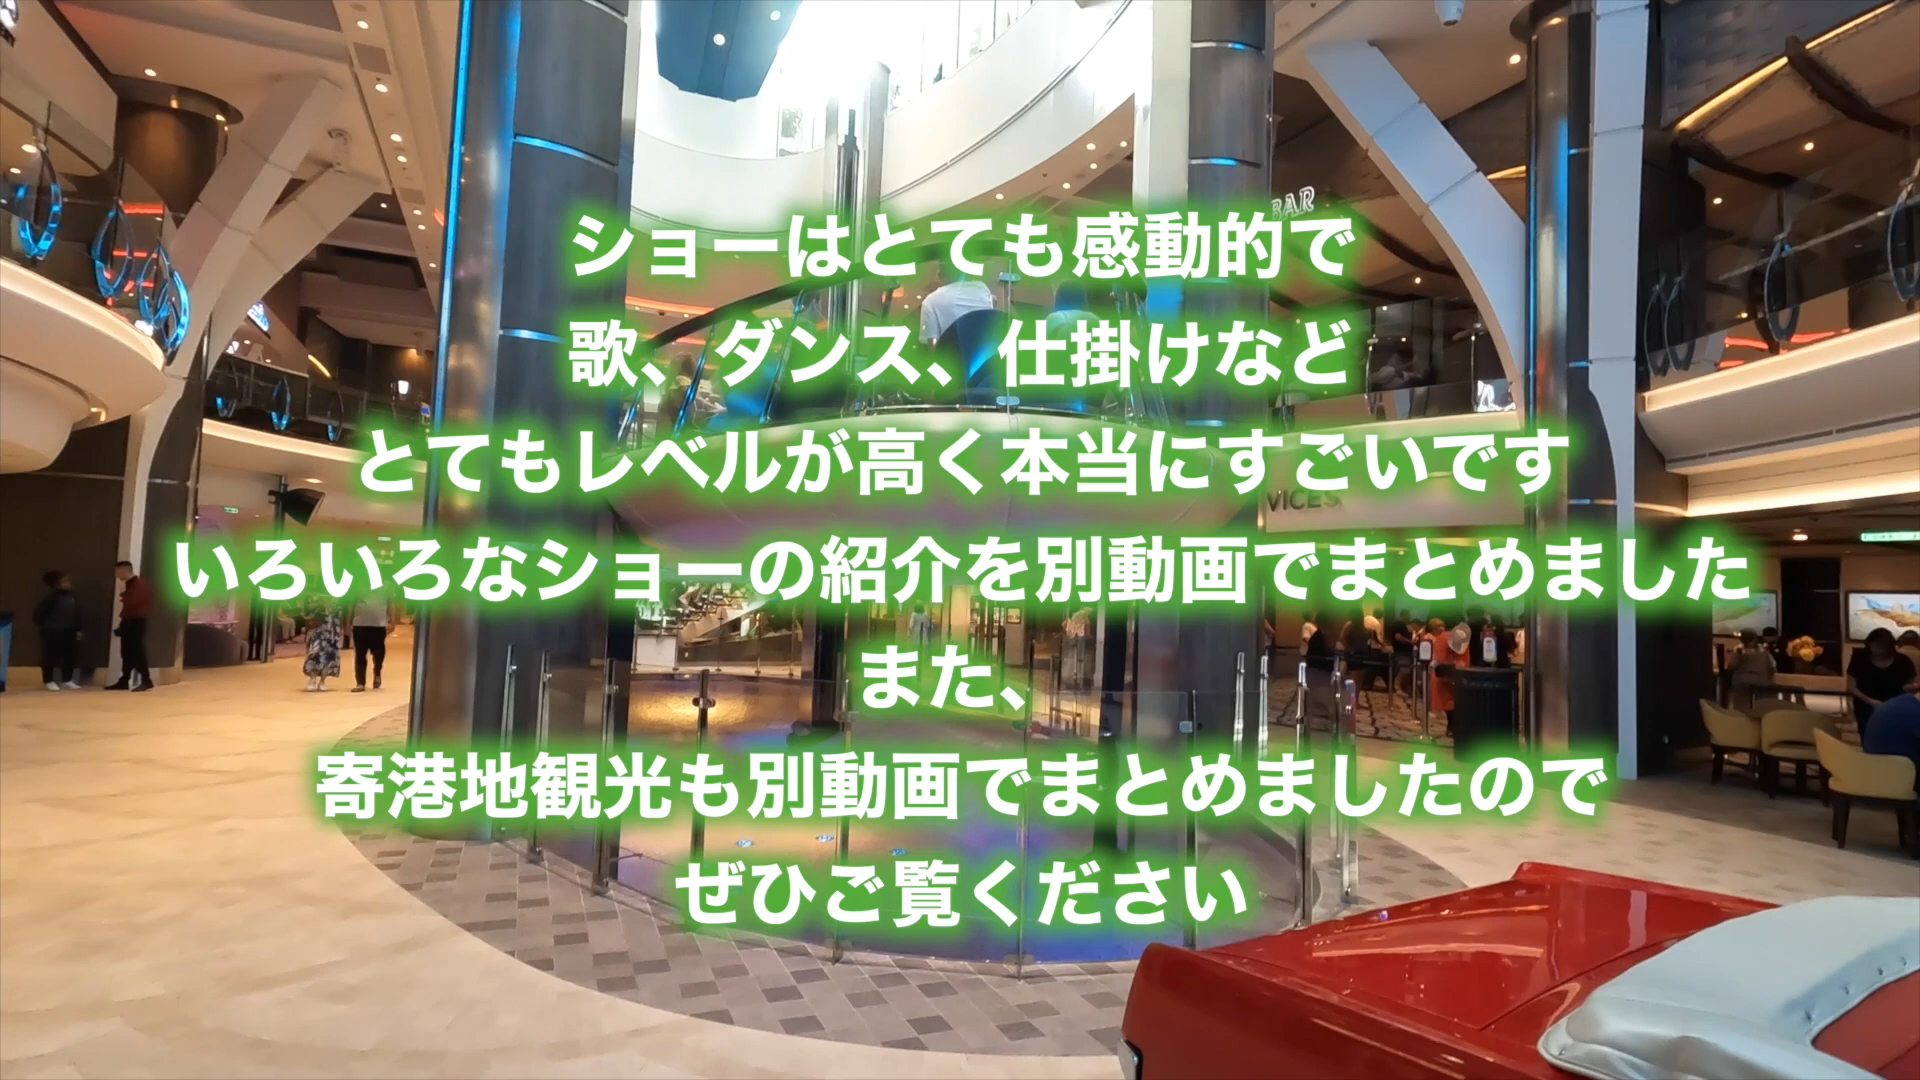 ショーはとても感動的で
歌、ダンス、仕掛けなど
とてもレベルが高く本当にすごいです
いろいろなショーの紹介を別動画でまとめました
また、
寄港地観光も別動画でまとめましたので
ぜひご覧ください
BAR
VICES